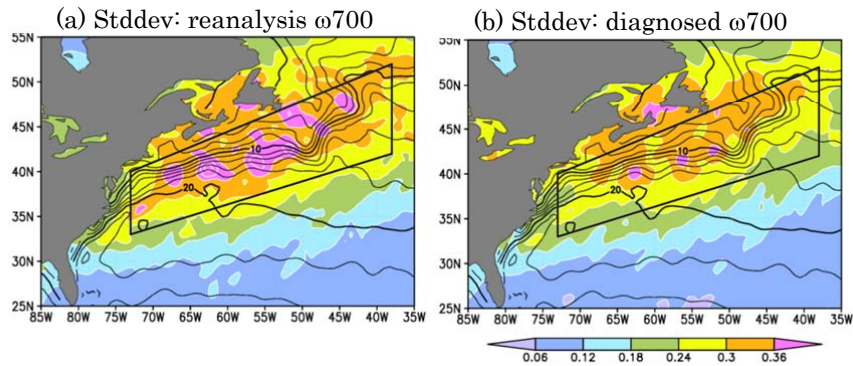 (a) Stddev: reanalysis ω700
(b) Stddev: diagnosed ω700
55N
50N
45N
40N
35N
30N
25N
10
20
85W 80W 75W 70W 65W 60W 55W 50W 45W 40W 35W
55N
50N
45N
40N
35N
30N
25N
10
20
85W 80W 75W 70W 65W 60W 55W 50W 45W 40W 35W
0.06 0.12 0.18 0.24 0.3 0.36